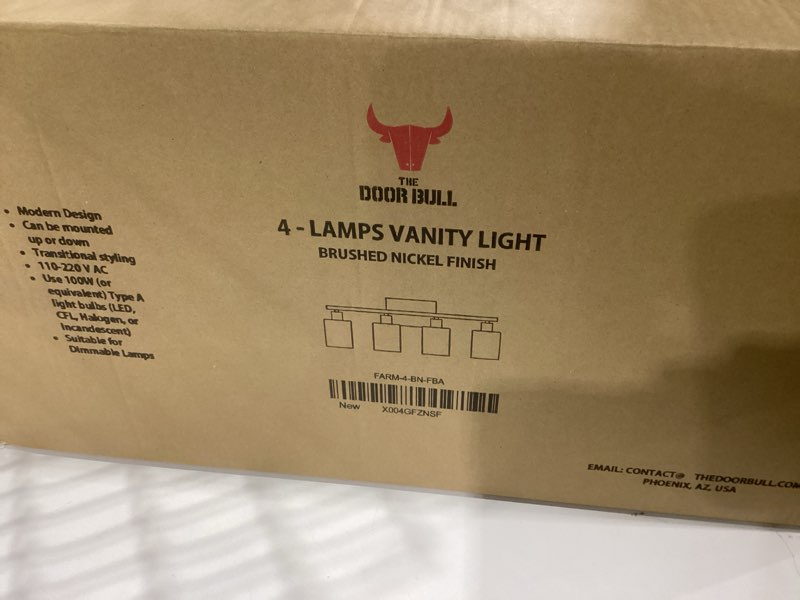 THE
DOOR BULL
4 - LAMPS VANITY LIGHT
BRUSHED NICKEL FINISH
• Modern Design
• Can be mounted
up or down
• Transitional styling
• 110-220 V AC
• Use 100W (or
equivalent) Type A
light bulbs (LED,
CFL, Halogen, or
Incandescent)
• Suitable for
Dimmable Lamps
FARM-4-BN-FBA
New X004GFZNSF
EMAIL: CONTACT@ THEDOORBULL.COM
PHOENIX, AZ, USA